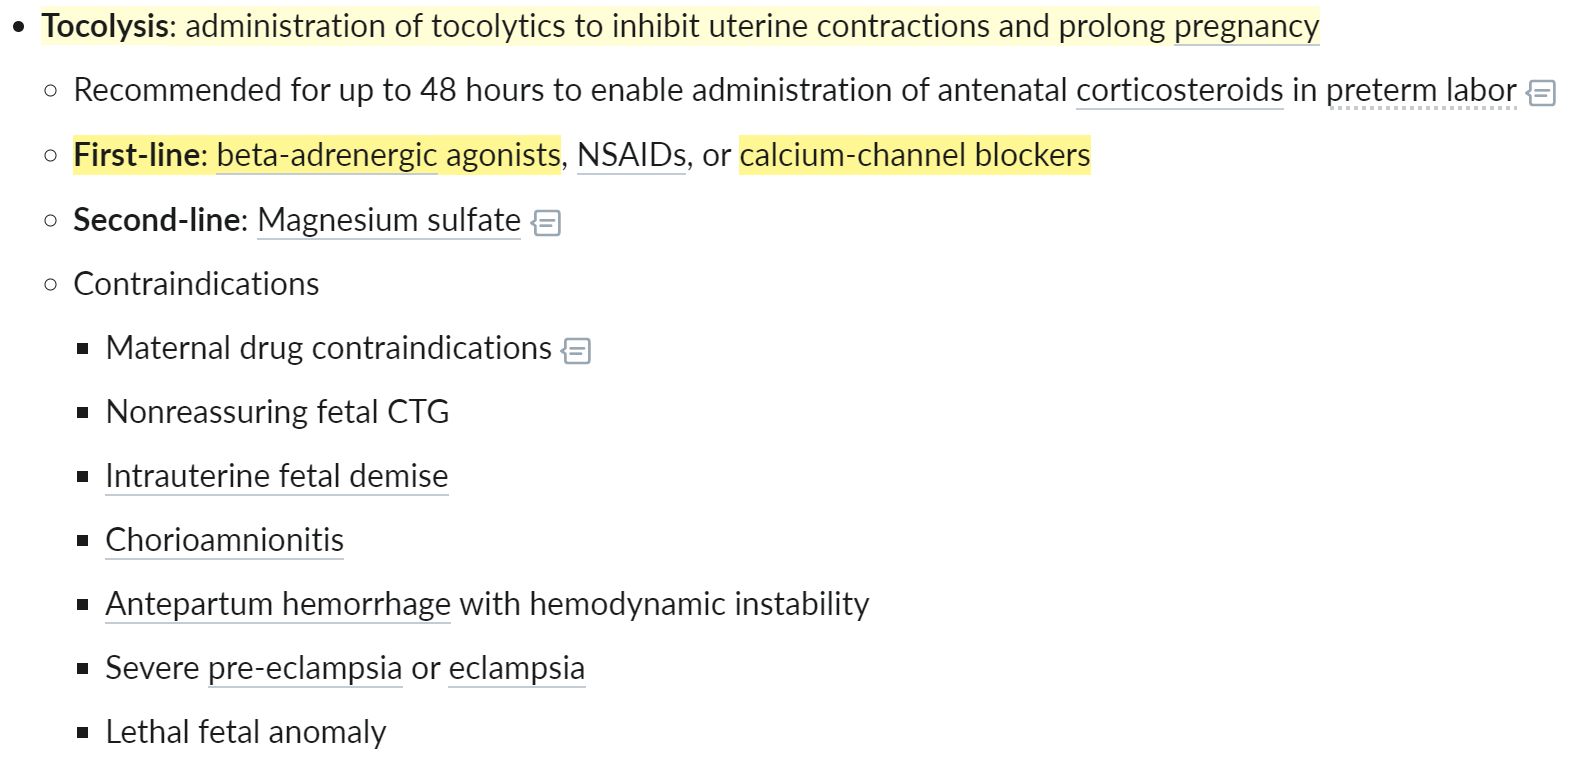 Tocolysis: administration of tocolytics to inhibit uterine contractions and prolong pregnancy
Recommended for up to 48 hours to enable administration of antenatal corticosteroids in preterm labor
First-line: beta-adrenergic agonists, NSAIDs, or calcium-channel blockers
Second-line: Magnesium sulfate
Contraindications
Maternal drug contraindications
Nonreassuring fetal CTG
Intrauterine fetal demise
Chorioamnionitis
Antepartum hemorrhage with hemodynamic instability
Severe pre-eclampsia or eclampsia
Lethal fetal anomaly